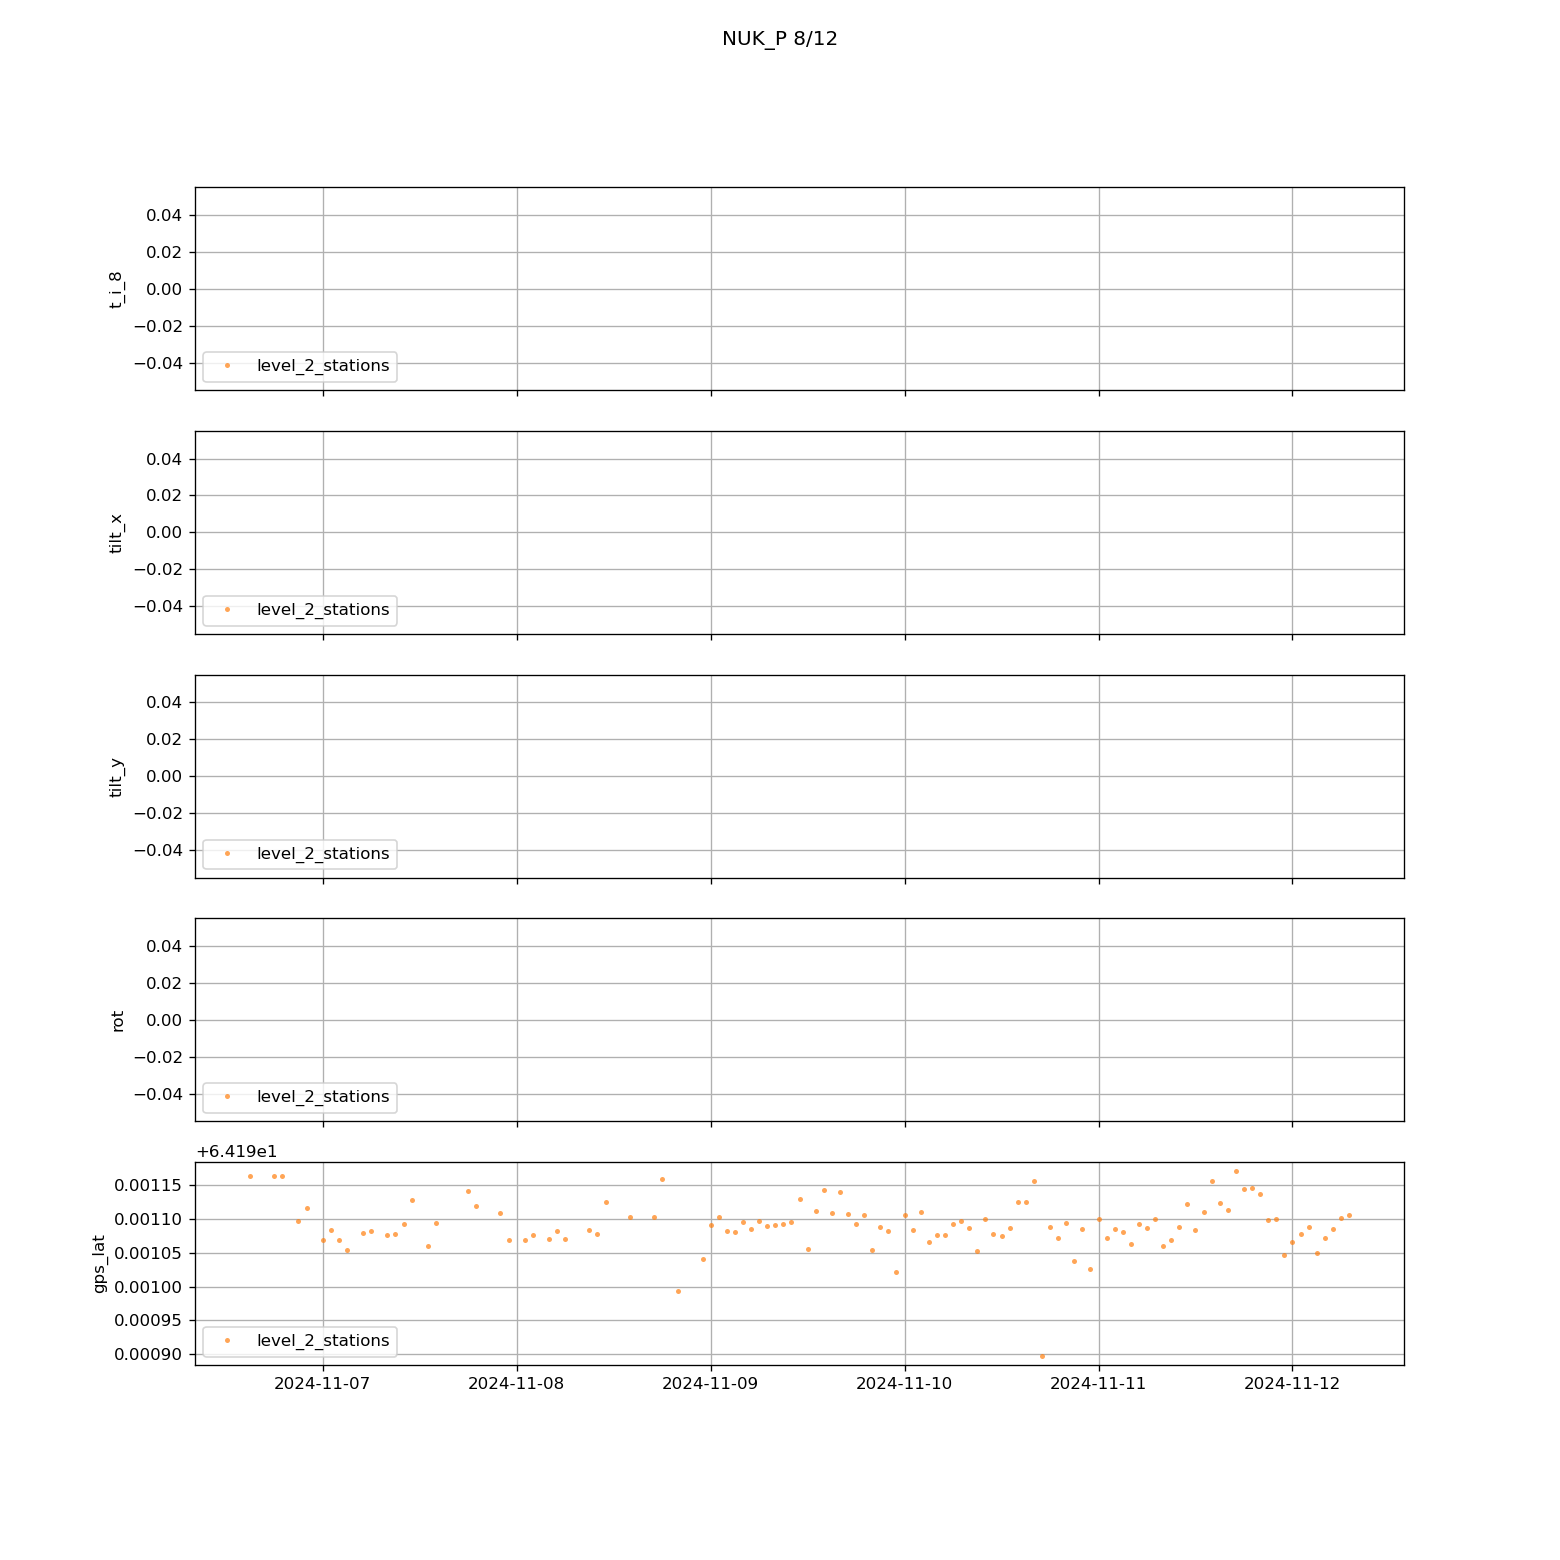 NUK_P 8/12
0.04
0.02
0.00
−0.02
−0.04
t_i_8
level_2_stations
0.04
0.02
0.00
−0.02
−0.04
tilt_x
level_2_stations
0.04
0.02
0.00
−0.02
−0.04
tilt_y
level_2_stations
0.04
0.02
0.00
−0.02
−0.04
rot
level_2_stations
+6.419e1
0.00115
0.00110
0.00105
0.00100
0.00095
0.00090
gps_lat
level_2_stations
2024-11-07 2024-11-08 2024-11-09 2024-11-10 2024-11-11 2024-11-12